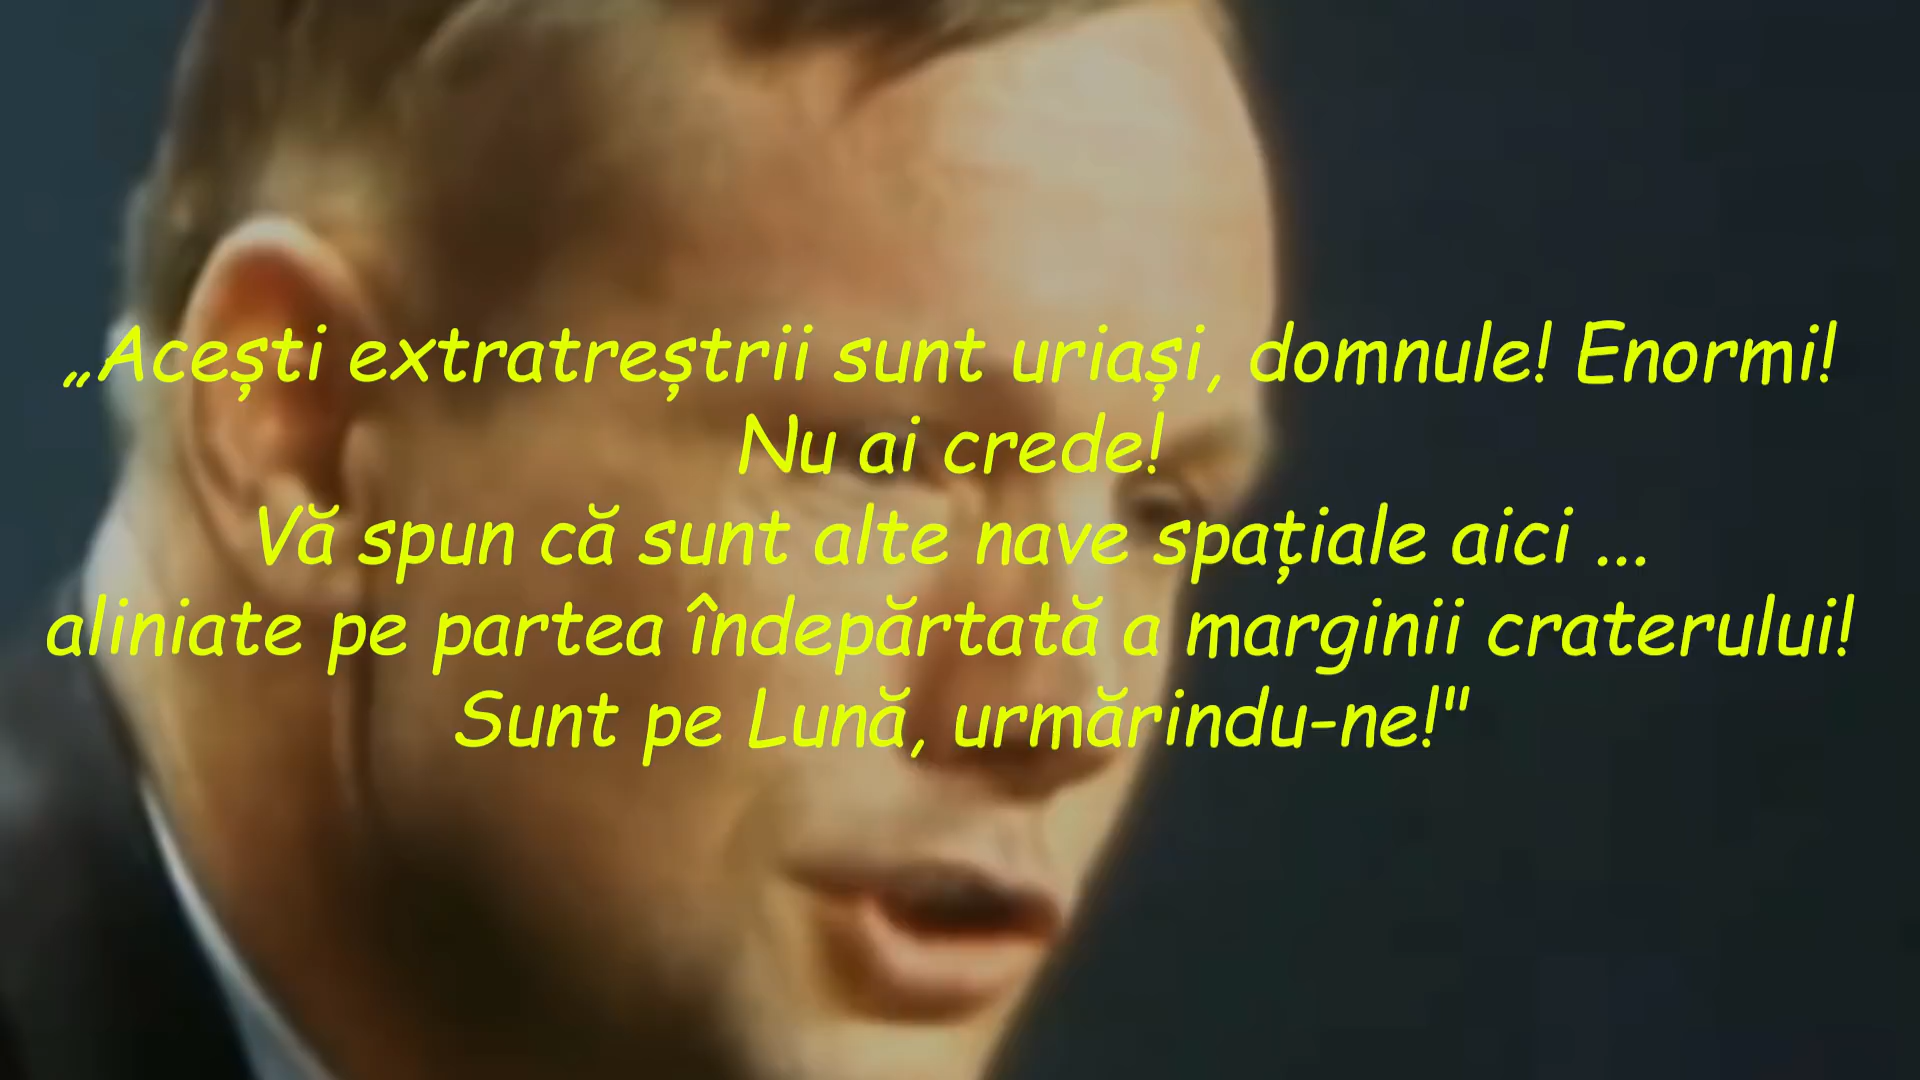 „Acești extratreștrii sunt uriași, domnule! Enormi!
Nu ai crede!
Vă spun că sunt alte nave spațiale aici ...
aliniate pe partea îndepărtată a marginii craterului!
Sunt pe Lună, urmărindu-ne!"